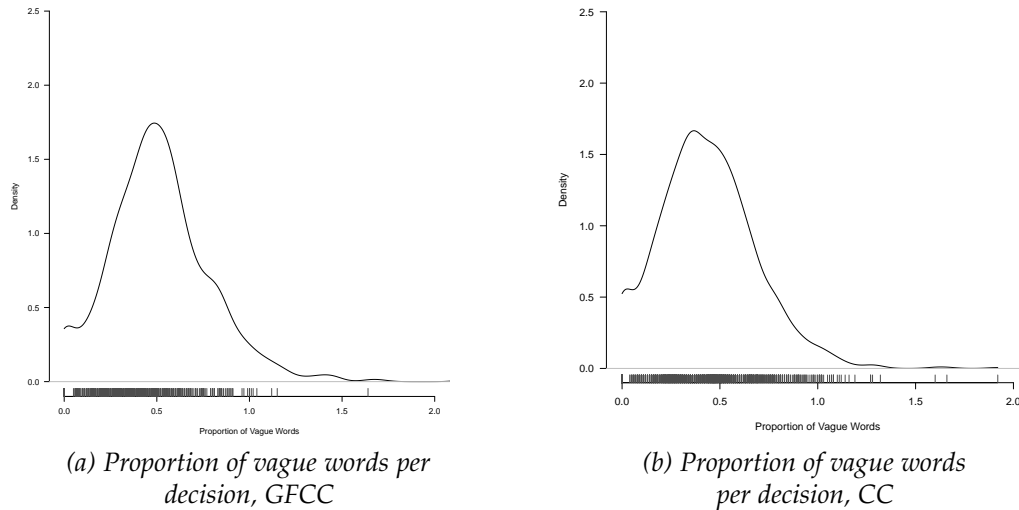 2.5
2.0
1.5
1.0
0.5
0.0
Density
0.0 0.5 1.0 1.5 2.0
Proportion of Vague Words
(a) Proportion of vague words per
decision, GFCC
2.5
2.0
1.5
1.0
0.5
0.0
Density
0.0 0.5 1.0 1.5 2.0
Proportion of Vague Words
(b) Proportion of vague words
per decision, CC